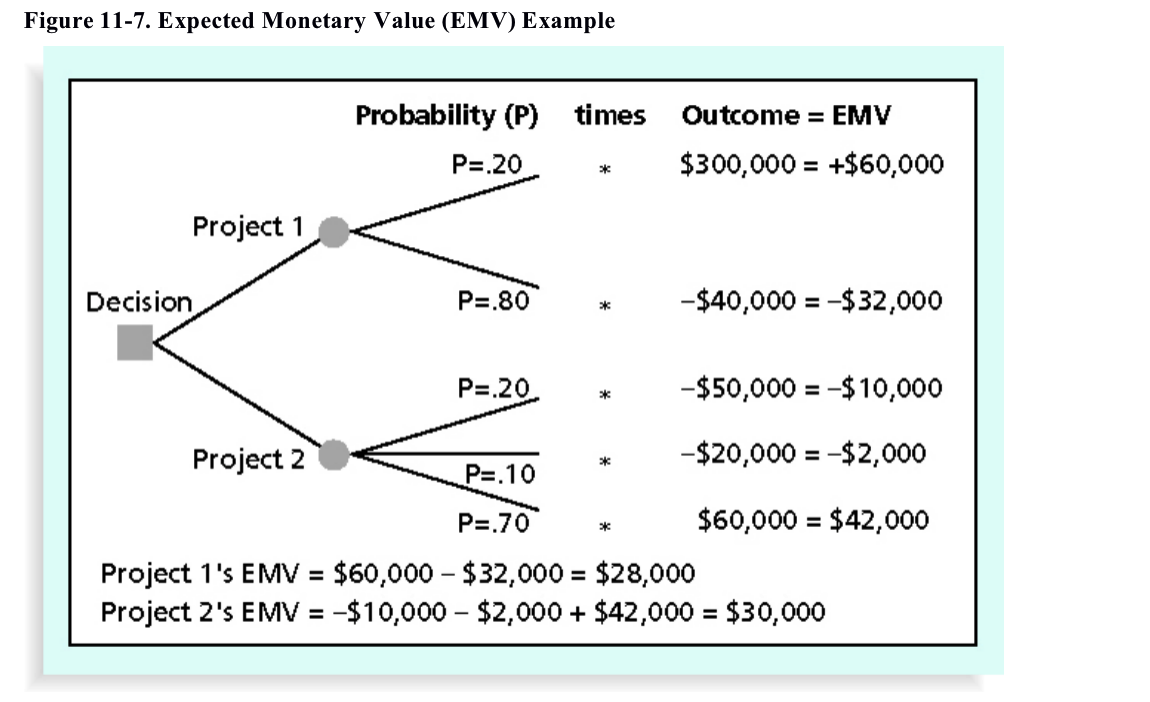 Figure 11-7. Expected Monetary Value (EMV) Example
Probability (P) times Outcome = EMV
P=.20 * $300,000 = +$60,000
Project 1
P=.80 * –$40,000 = –$32,000
Decision
P=.20 * –$50,000 = –$10,000
Project 2
P=.10 * –$20,000 = –$2,000
P=.70 * $60,000 = $42,000
Project 1's EMV = $60,000 – $32,000 = $28,000
Project 2's EMV = –$10,000 – $2,000 + $42,000 = $30,000